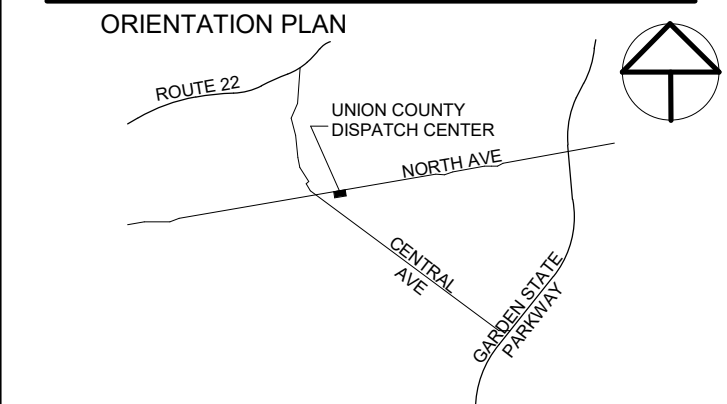 ORIENTATION PLAN
ROUTE 22
UNION COUNTY
DISPATCH CENTER
NORTH AVE
CENTRAL
AVE
GARDEN STATE
PARKWAY